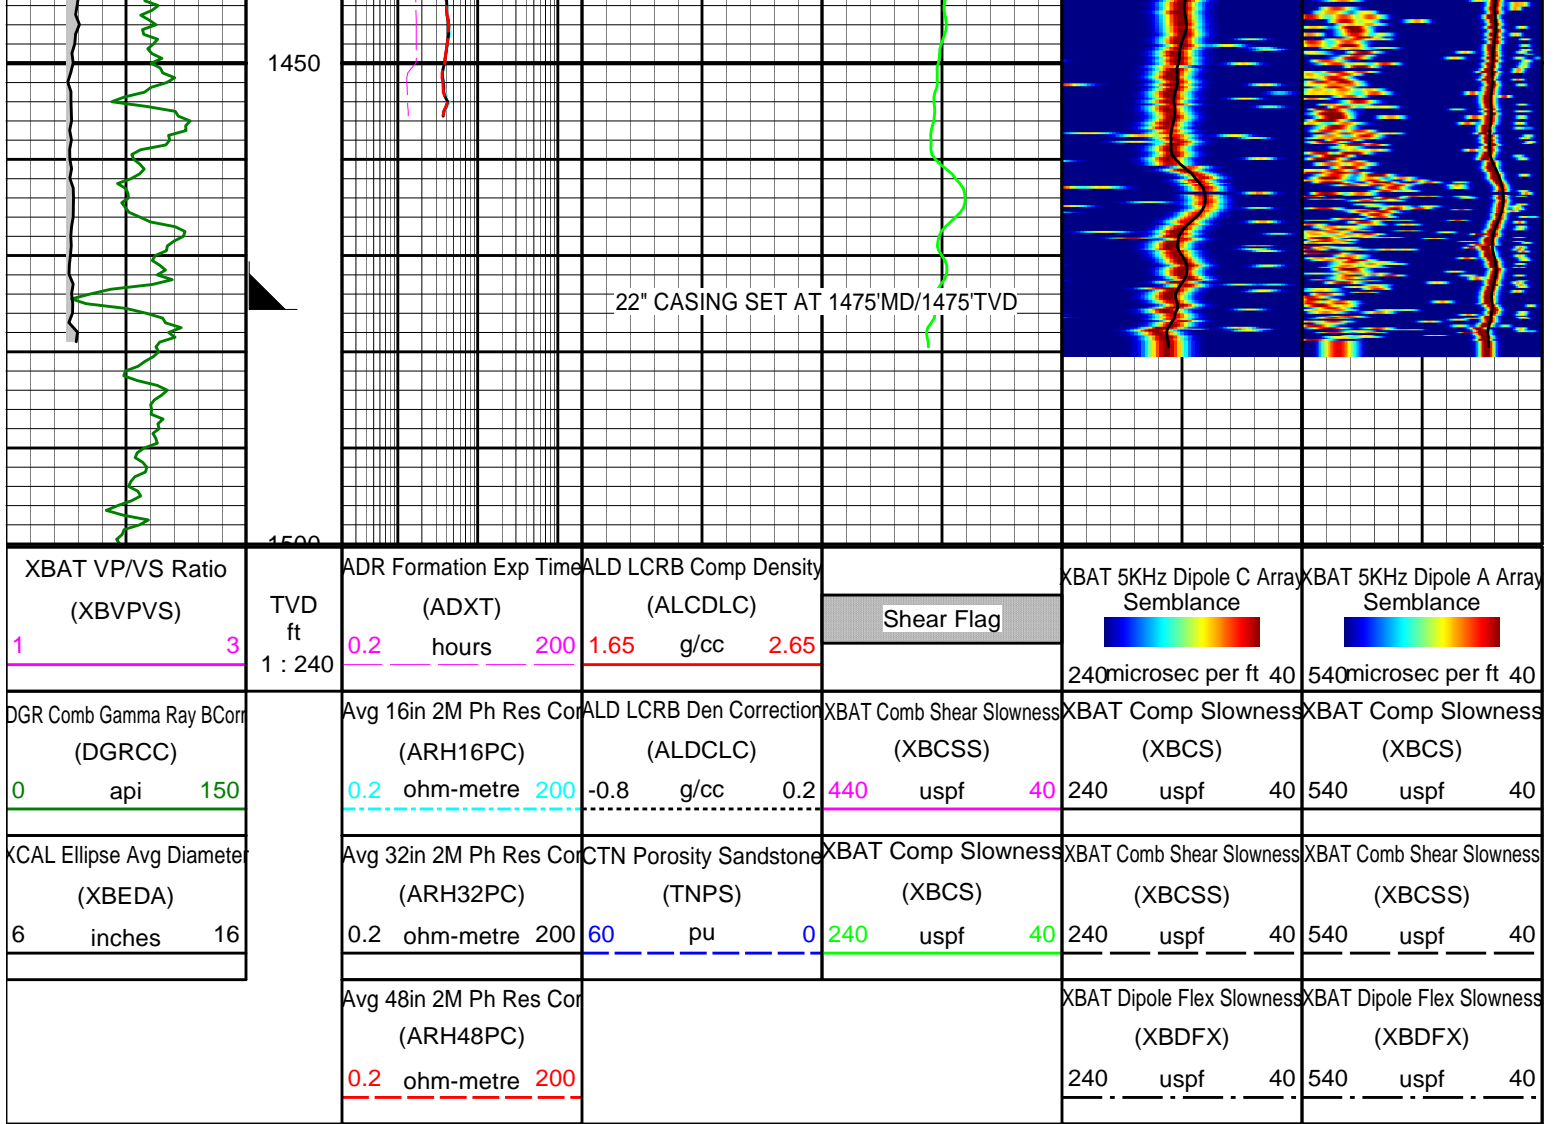 1450
22" CASING SET AT 1475'MD/1475'TVD
1500
XBAT VP/VS Ratio
(XBVPVS)
1 3
TVD
ft
1 : 240
ADR Formation Exp Time
(ADXT)
0.2 hours 200
ALD LCRB Comp Density
(ALCDLC)
1.65 g/cc 2.65
Shear Flag
XBAT 5KHz Dipole C Array
Semblance
240 microsec per ft 40
XBAT 5KHz Dipole A Array
Semblance
540 microsec per ft 40
DGR Comb Gamma Ray BCorr
(DGRCC)
0 api 150
Avg 16in 2M Ph Res Cor
(ARH16PC)
0.2 ohm-metre 200
ALD LCRB Den Correction
(ALDCLC)
-0.8 g/cc 0.2
XBAT Comb Shear Slowness
(XBCSS)
440 uspf 40
XBAT Comp Slowness
(XBCS)
240 uspf 40
XBAT Comp Slowness
(XBCS)
540 uspf 40
XCAL Ellipse Avg Diameter
(XBEDA)
6 inches 16
Avg 32in 2M Ph Res Cor
(ARH32PC)
0.2 ohm-metre 200
CTN Porosity Sandstone
(TNPS)
60 pu 0
XBAT Comp Slowness
(XBCS)
240 uspf 40
XBAT Comb Shear Slowness
(XBCSS)
240 uspf 40
XBAT Comb Shear Slowness
(XBCSS)
540 uspf 40
Avg 48in 2M Ph Res Cor
(ARH48PC)
0.2 ohm-metre 200
XBAT Dipole Flex Slowness
(XBDFX)
240 uspf 40
XBAT Dipole Flex Slowness
(XBDFX)
540 uspf 40